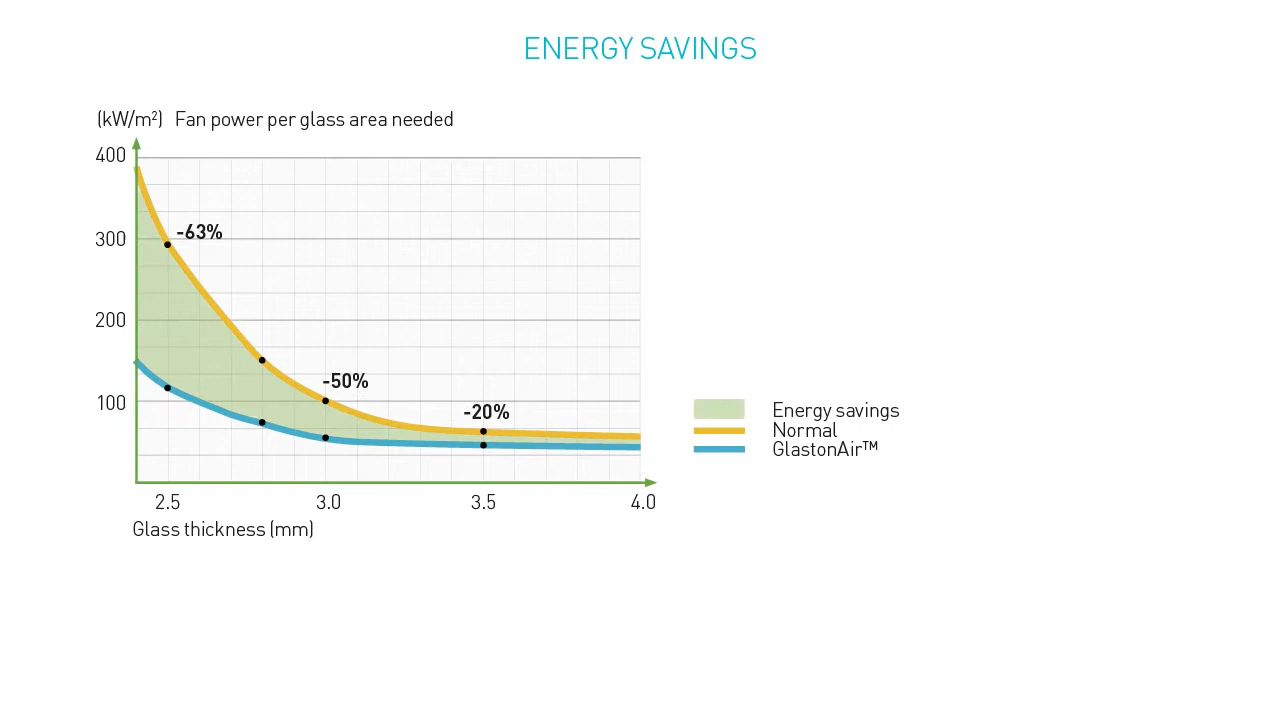 ENERGY SAVINGS
(kW/m²) Fan power per glass area needed
400
300
200
100
-63%
-50%
-20%
2.5 3.0 3.5 4.0
Glass thickness (mm)
Energy savings
Normal
GlastonAir™